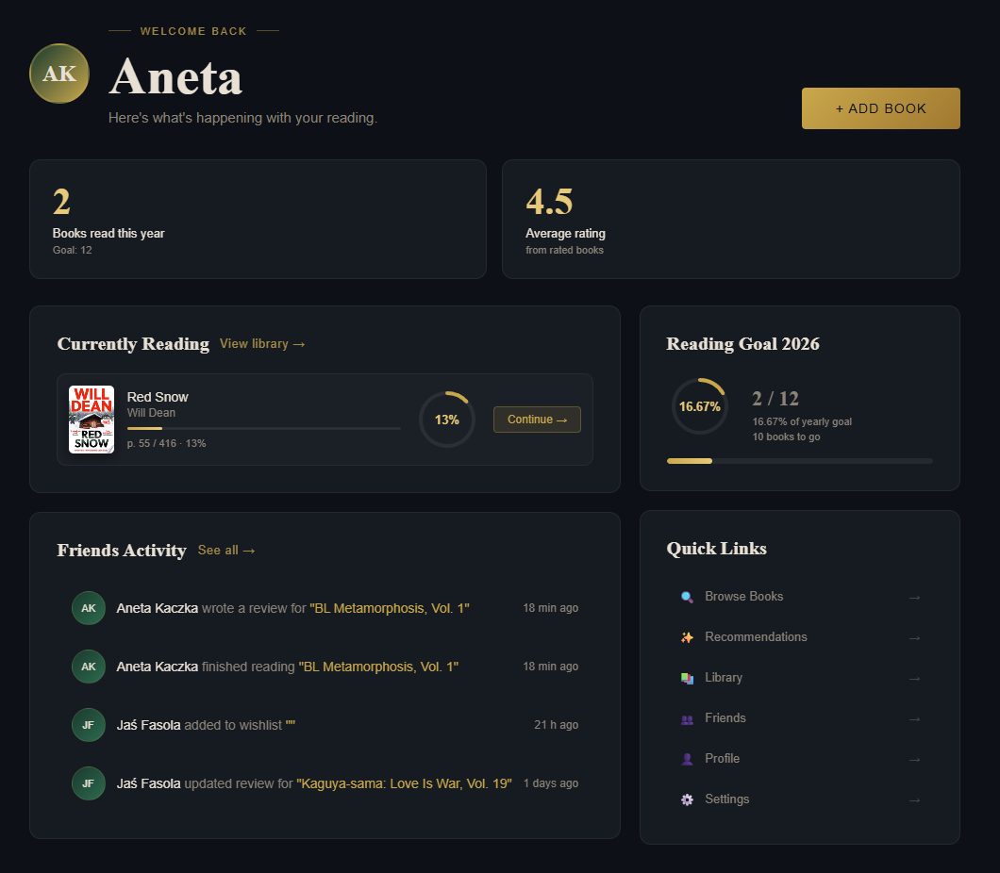 WELCOME BACK
AK
Aneta
Here's what's happening with your reading.
+ ADD BOOK
2
Books read this year
Goal: 12
4.5
Average rating
from rated books
Currently Reading View library →
WILL
DEAN
RED
SNOW
Red Snow
Will Dean
p. 55 / 416 · 13%
13%
Continue →
Reading Goal 2026
16.67%
2 / 12
16.67% of yearly goal
10 books to go
Friends Activity See all →
AK Aneta Kaczka wrote a review for "BL Metamorphosis, Vol. 1" 18 min ago
AK Aneta Kaczka finished reading "BL Metamorphosis, Vol. 1" 18 min ago
JF Jaś Fasola added to wishlist "" 21 h ago
JF Jaś Fasola updated review for "Kaguya-sama: Love Is War, Vol. 19" 1 days ago
Quick Links
Browse Books →
Recommendations →
Library →
Friends →
Profile →
Settings →